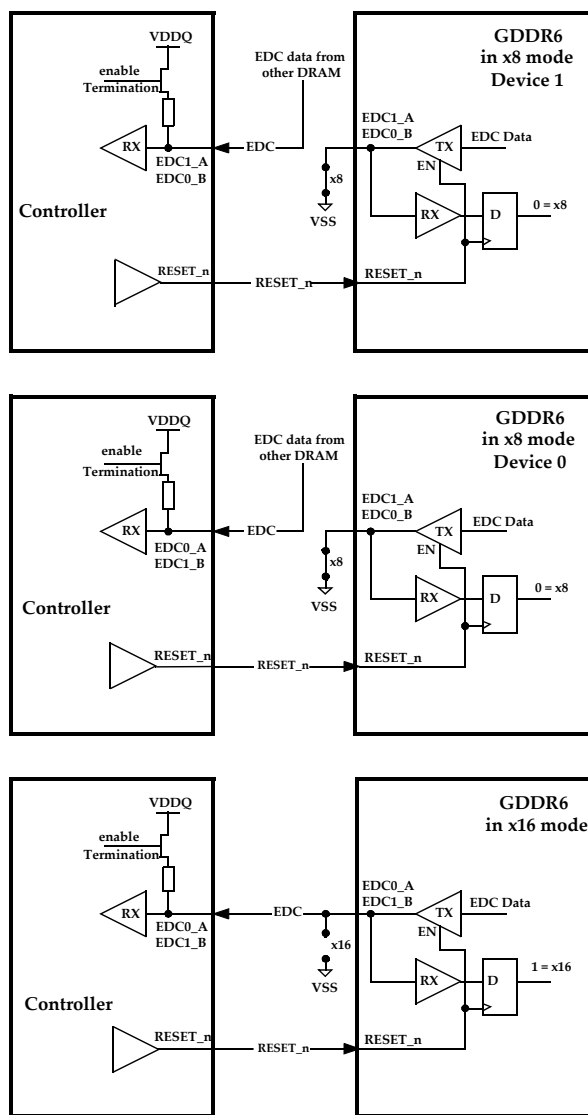 VDDQ
enable
Termination
RX
EDC1_A
EDC0_B
Controller
RESET_n
EDC data from
other DRAM
EDC
x8
VSS
RESET_n
GDDR6
in x8 mode
Device 1
EDC1_A
EDC0_B
TX
EDC Data
EN
RX
D
0 = x8
RESET_n
VDDQ
enable
Termination
RX
EDC0_A
EDC1_B
Controller
RESET_n
EDC data from
other DRAM
EDC
x8
VSS
RESET_n
GDDR6
in x8 mode
Device 0
EDC1_A
EDC0_B
TX
EDC Data
EN
RX
D
0 = x8
RESET_n
VDDQ
enable
Termination
RX
EDC0_A
EDC1_B
Controller
RESET_n
EDC
x16
VSS
RESET_n
GDDR6
in x16 mode
EDC0_A
EDC1_B
TX
EDC Data
EN
RX
D
1 = x16
RESET_n